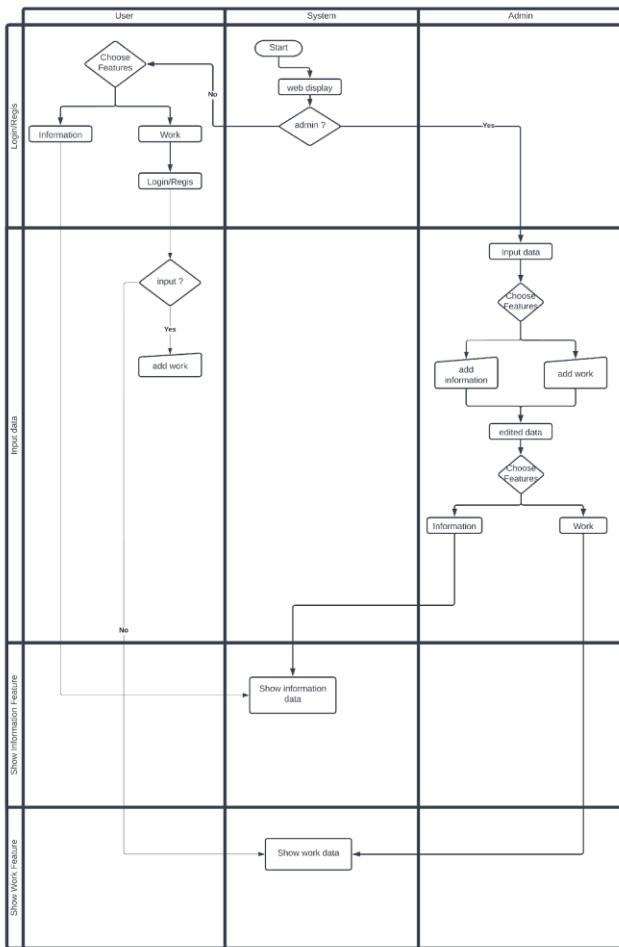 User
System
Admin
Login/Regis
Start
web display
admin ?
No
Yes
Choose
Features
Information
Work
Login/Regis
Input data
input ?
Yes
add work
No
Input data
Choose
Features
add
information
add work
edited data
Choose
Features
Information
Work
Show Information Feature
Show information
data
Show Work Feature
Show work data